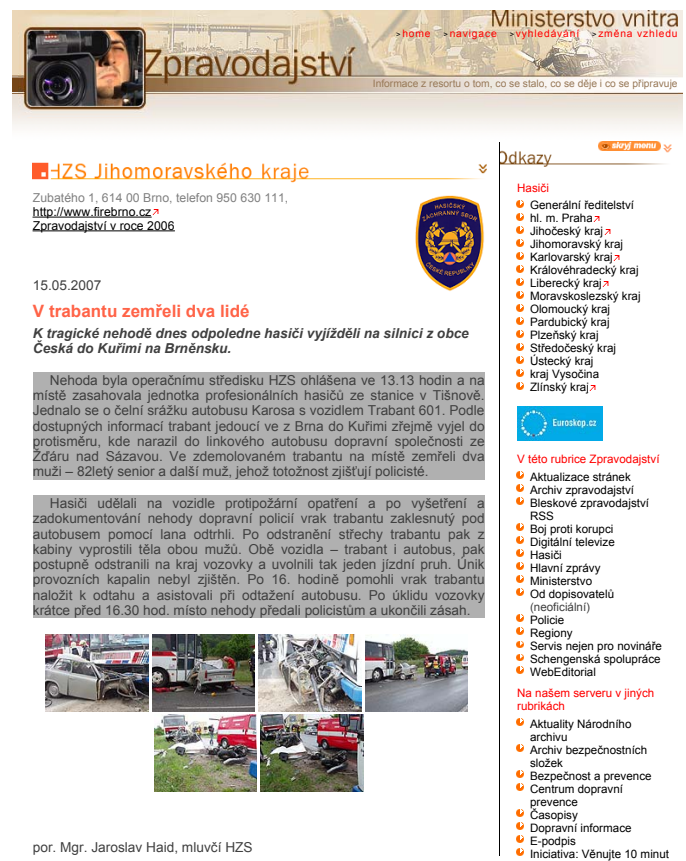 Ministerstvo vnitra
>home >navigace >vyhledávání >změna vzhledu
Zpravodajství
Informace z resortu o tom, co se stalo, co se děje i co se připravuje
HZS Jihomoravského kraje
Zubatého 1, 614 00 Brno, telefon 950 630 111,
http://www.firebrno.cz
Zpravodajství v roce 2006
HASIČSKÝ
ZÁCHRANNÝ SBOR
ČESKÉ REPUBLIKY
15.05.2007
V trabantu zemřeli dva lidé
K tragické nehodě dnes odpoledne hasiči vyjížděli na silnici z obce
Česká do Kuřimi na Brněnsku.
Nehoda byla operačnímu středisku HZS ohlášena ve 13.13 hodin a na
místě zasahovala jednotka profesionálních hasičů ze stanice v Tišnově.
Jednalo se o čelní srážku autobusu Karosa s vozidlem Trabant 601. Podle
dostupných informací trabant jedoucí ve z Brna do Kuřimi zřejmě vyjel do
protisměru, kde narazil do linkového autobusu dopravní společnosti ze
Žďáru nad Sázavou. Ve zdemolovaném trabantu na místě zemřeli dva
muži – 82letý senior a další muž, jehož totožnost zjišťují policisté.
Hasiči udělali na vozidle protipožární opatření a po vyšetření a
zadokumentování nehody dopravní policií vrak trabantu zaklesnutý pod
autobusem pomocí lana odtrhli. Po odstranění střechy trabantu pak z
kabiny vyprostili těla obou mužů. Obě vozidla – trabant i autobus, pak
postupně odstranili na kraj vozovky a uvolnili tak jeden jízdní pruh. Únik
provozních kapalin nebyl zjištěn. Po 16. hodině pomohli vrak trabantu
naložit k odtahu a asistovali při odtažení autobusu. Po úklidu vozovky
krátce před 16.30 hod. místo nehody předali policistům a ukončili zásah.
por. Mgr. Jaroslav Haid, mluvčí HZS
skryj menu
Odkazy
Hasiči
Generální ředitelství
hl. m. Praha
Jihočeský kraj
Jihomoravský kraj
Karlovarský kraj
Královéhradecký kraj
Liberecký kraj
Moravskoslezský kraj
Olomoucký kraj
Pardubický kraj
Plzeňský kraj
Středočeský kraj
Ústecký kraj
kraj Vysočina
Zlínský kraj
Euroskop.cz
V této rubrice Zpravodajství
Aktualizace stránek
Archiv zpravodajství
Bleskové zpravodajství
RSS
Boj proti korupci
Digitální televize
Hasiči
Hlavní zprávy
Ministerstvo
Od dopisovatelů
(neoficiální)
Policie
Regiony
Servis nejen pro novináře
Schengenská spolupráce
WebEditorial
Na našem serveru v jiných
rubrikách
Aktuality Národního
archivu
Archiv bezpečnostních
složek
Bezpečnost a prevence
Centrum dopravní
prevence
Časopisy
Dopravní informace
E-podpis
Iniciativa: Věnujte 10 minut